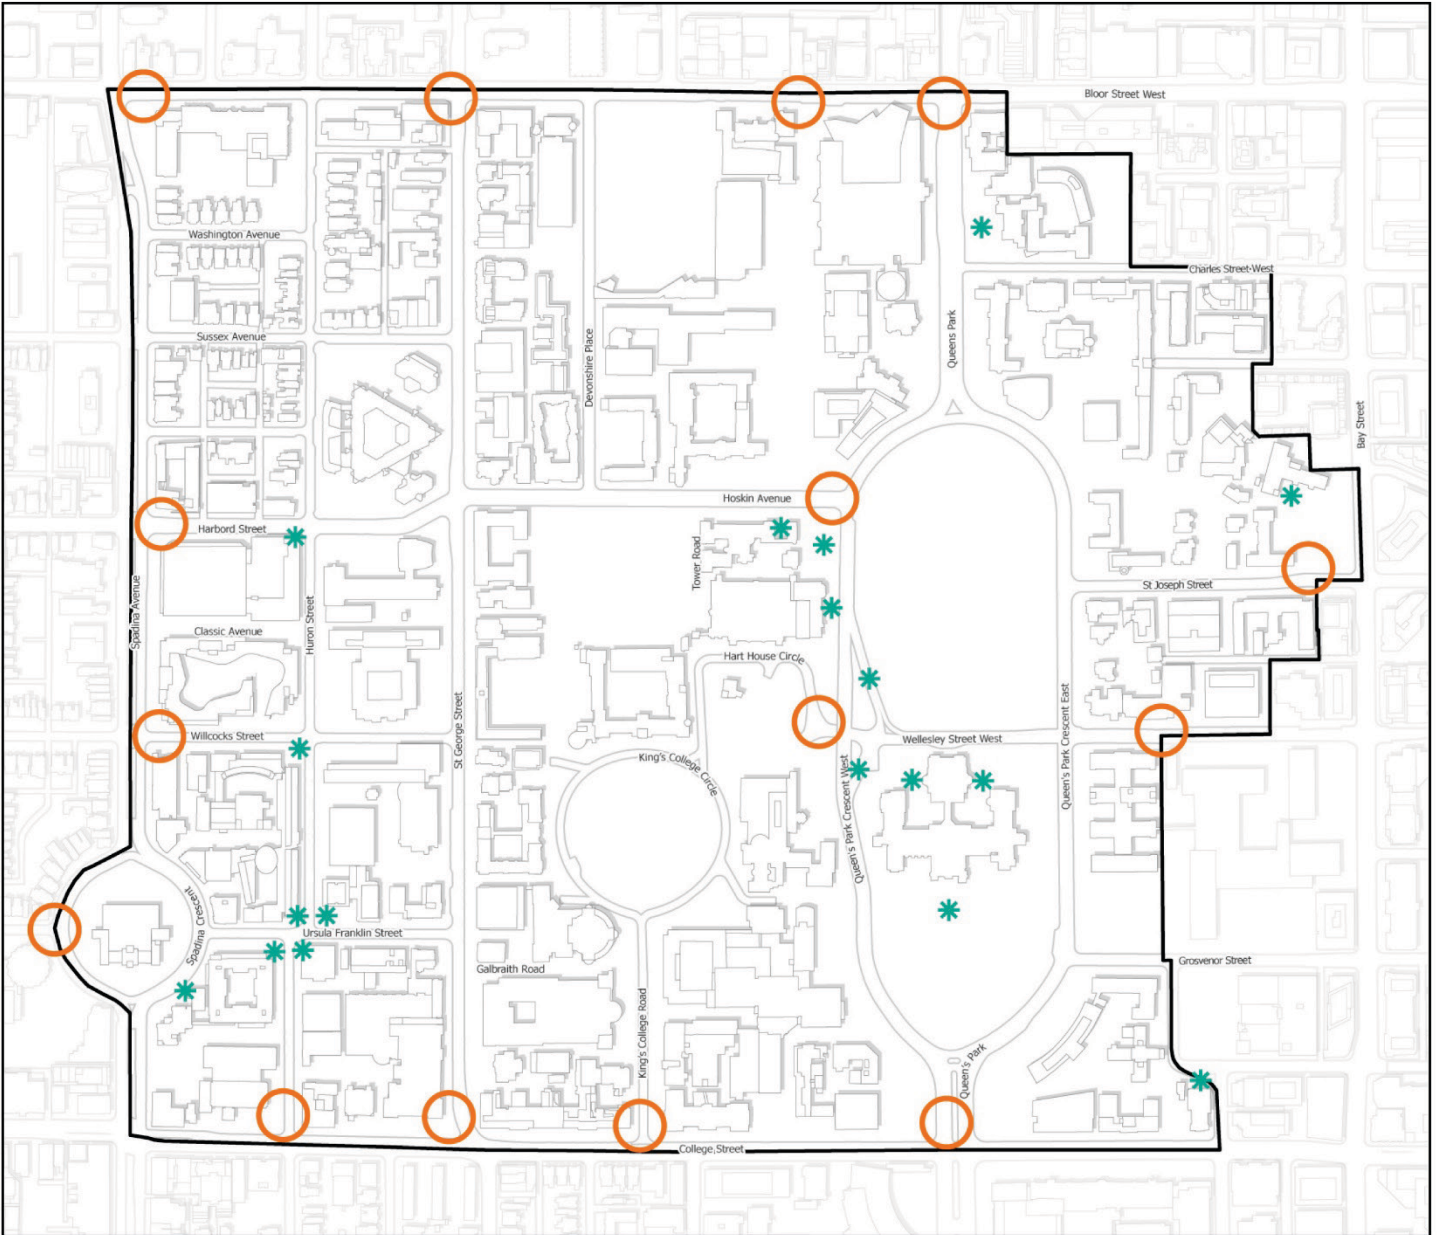 Bloor Street West
Washington Avenue
Charles Street West
Sussex Avenue
Devonshire Place
Queens Park
Bay Street
Hoskin Avenue
Harbord Street
Tower Road
St Joseph Street
Spadina Avenue
Classic Avenue
Huron Street
Hart House Circle
St George Street
Queen's Park Crescent East
Willcocks Street
Wellesley Street West
King's College Circle
Queen's Park Crescent West
Spadina Crescent
Ursula Franklin Street
Galbraith Road
Grosvenor Street
King's College Road
Queen's Park
College Street